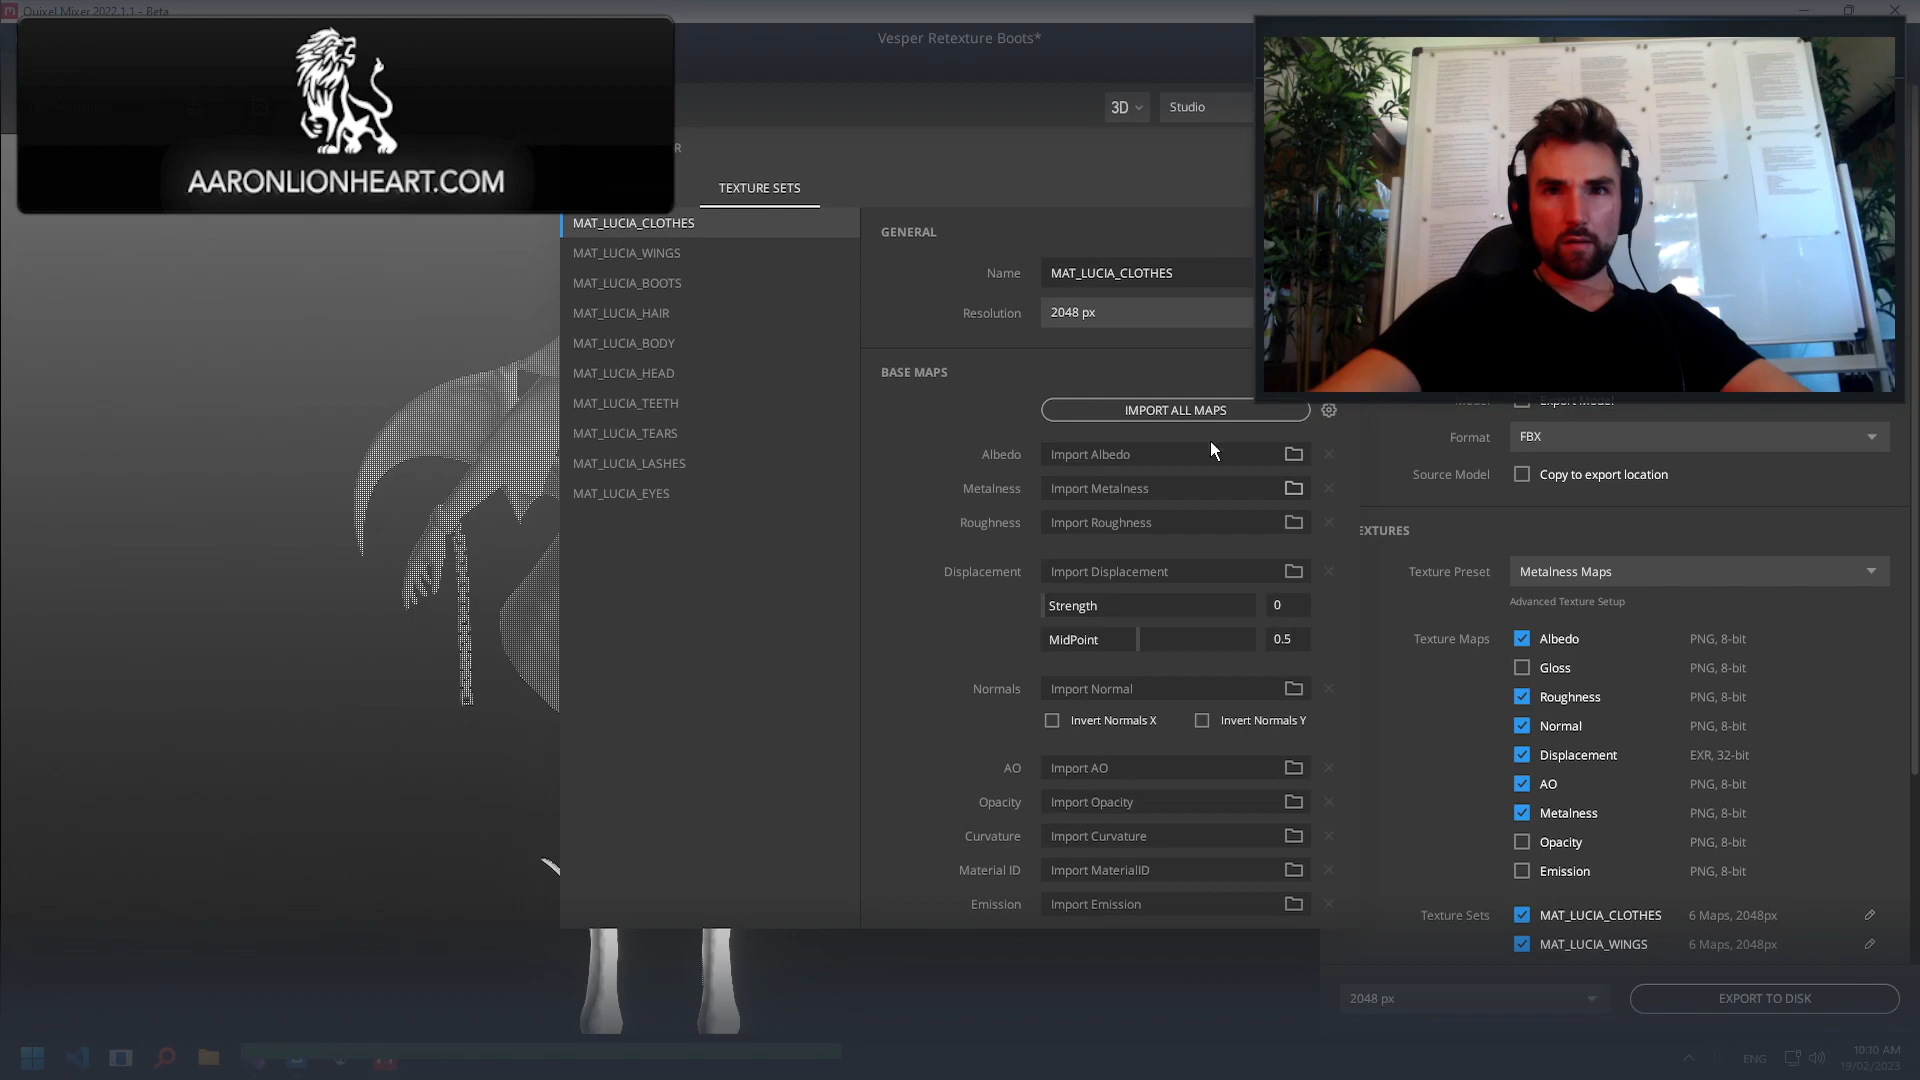 Quixel Mixer 2022.1.1 - Beta
Vesper Retexture Boots*
AARONLIONHEART.COM
3D
Studio
R
TEXTURE SETS
MAT_LUCIA_CLOTHES
MAT_LUCIA_WINGS
MAT_LUCIA_BOOTS
MAT_LUCIA_HAIR
MAT_LUCIA_BODY
MAT_LUCIA_HEAD
MAT_LUCIA_TEETH
MAT_LUCIA_TEARS
MAT_LUCIA_LASHES
MAT_LUCIA_EYES
GENERAL
Name MAT_LUCIA_CLOTHES
Resolution 2048 px
BASE MAPS
IMPORT ALL MAPS
Albedo Import Albedo
Metalness Import Metalness
Roughness Import Roughness
Displacement Import Displacement
Strength 0
MidPoint 0.5
Normals Import Normal
Invert Normals X Invert Normals Y
AO Import AO
Opacity Import Opacity
Curvature Import Curvature
Material ID Import MaterialID
Emission Import Emission
Model Export Model
Format FBX
Source Model Copy to export location
EXTURES
Texture Preset Metalness Maps
Advanced Texture Setup
Texture Maps Albedo PNG, 8-bit
Gloss PNG, 8-bit
Roughness PNG, 8-bit
Normal PNG, 8-bit
Displacement EXR, 32-bit
AO PNG, 8-bit
Metalness PNG, 8-bit
Opacity PNG, 8-bit
Emission PNG, 8-bit
Texture Sets MAT_LUCIA_CLOTHES 6 Maps, 2048px
MAT_LUCIA_WINGS 6 Maps, 2048px
2048 px EXPORT TO DISK
ENG
10:10 AM
19/02/2023